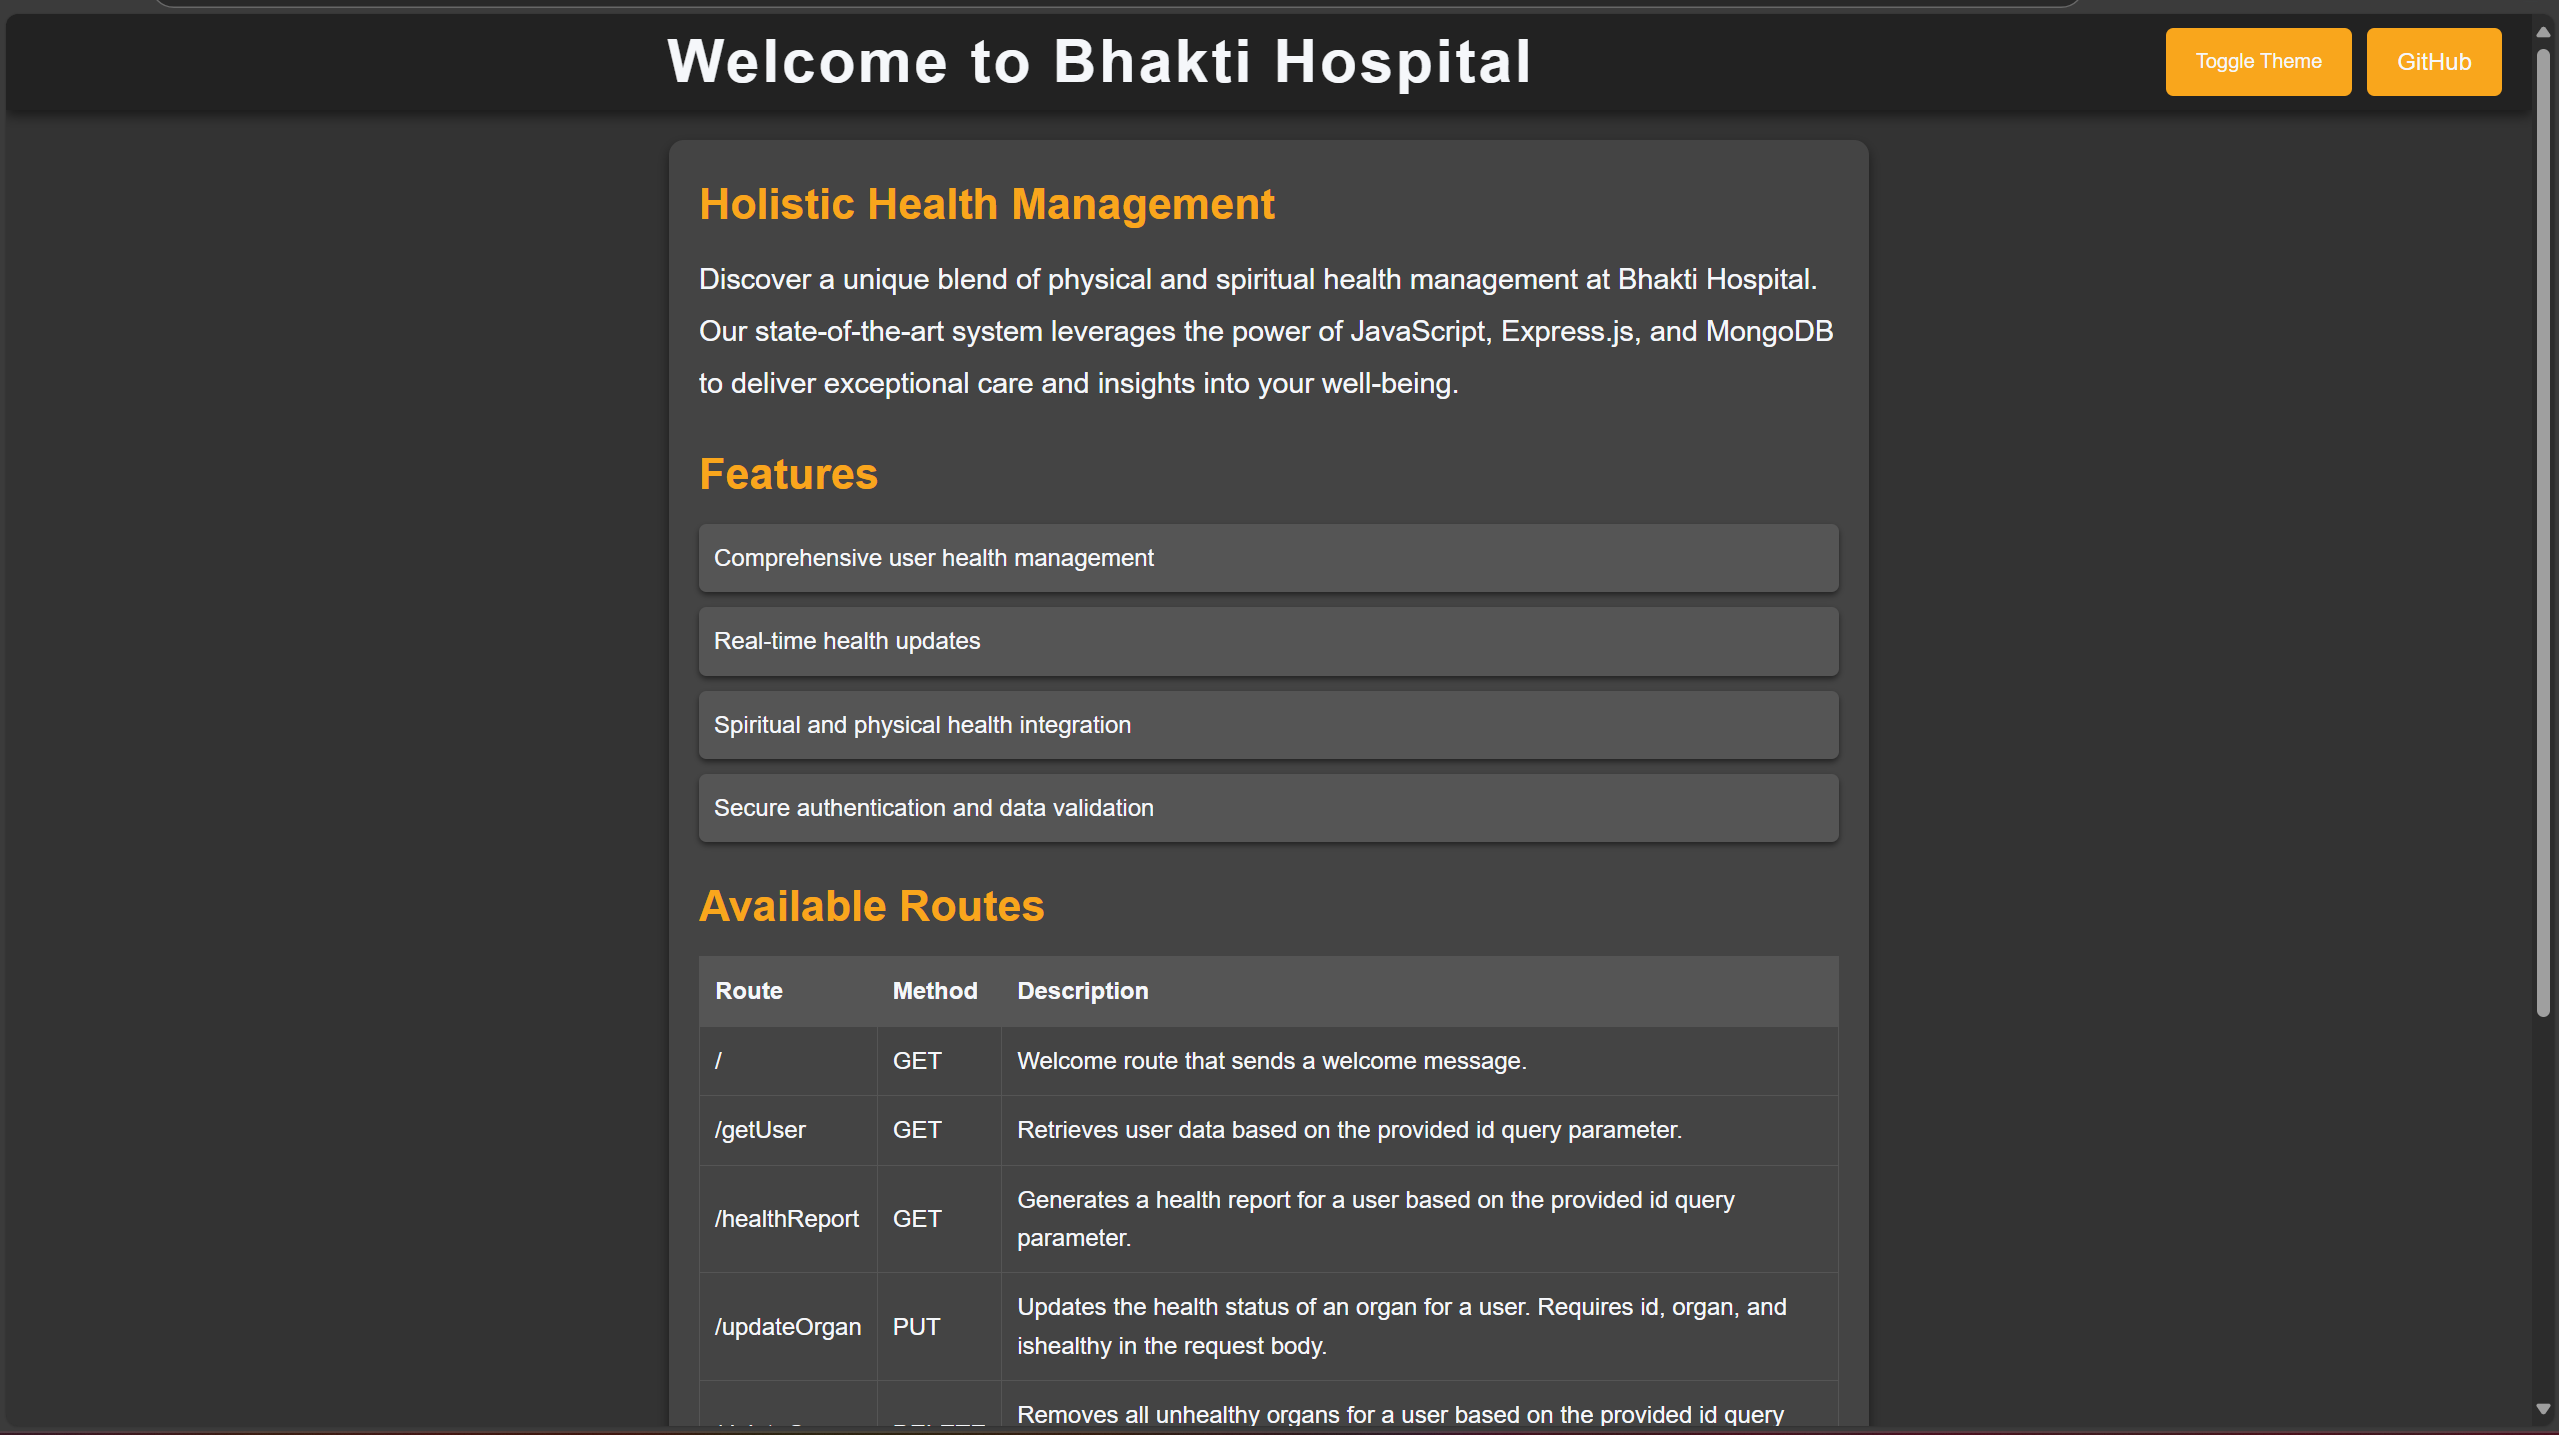 Welcome to Bhakti Hospital
Toggle Theme
GitHub
Holistic Health Management
Discover a unique blend of physical and spiritual health management at Bhakti Hospital.
Our state-of-the-art system leverages the power of JavaScript, Express.js, and MongoDB
to deliver exceptional care and insights into your well-being.
Features
Comprehensive user health management
Real-time health updates
Spiritual and physical health integration
Secure authentication and data validation
Available Routes
Route Method Description
/ GET Welcome route that sends a welcome message.
/getUser GET Retrieves user data based on the provided id query parameter.
/healthReport GET Generates a health report for a user based on the provided id query
parameter.
/updateOrgan PUT Updates the health status of an organ for a user. Requires id, organ, and
ishealthy in the request body.
Removes all unhealthy organs for a user based on the provided id query